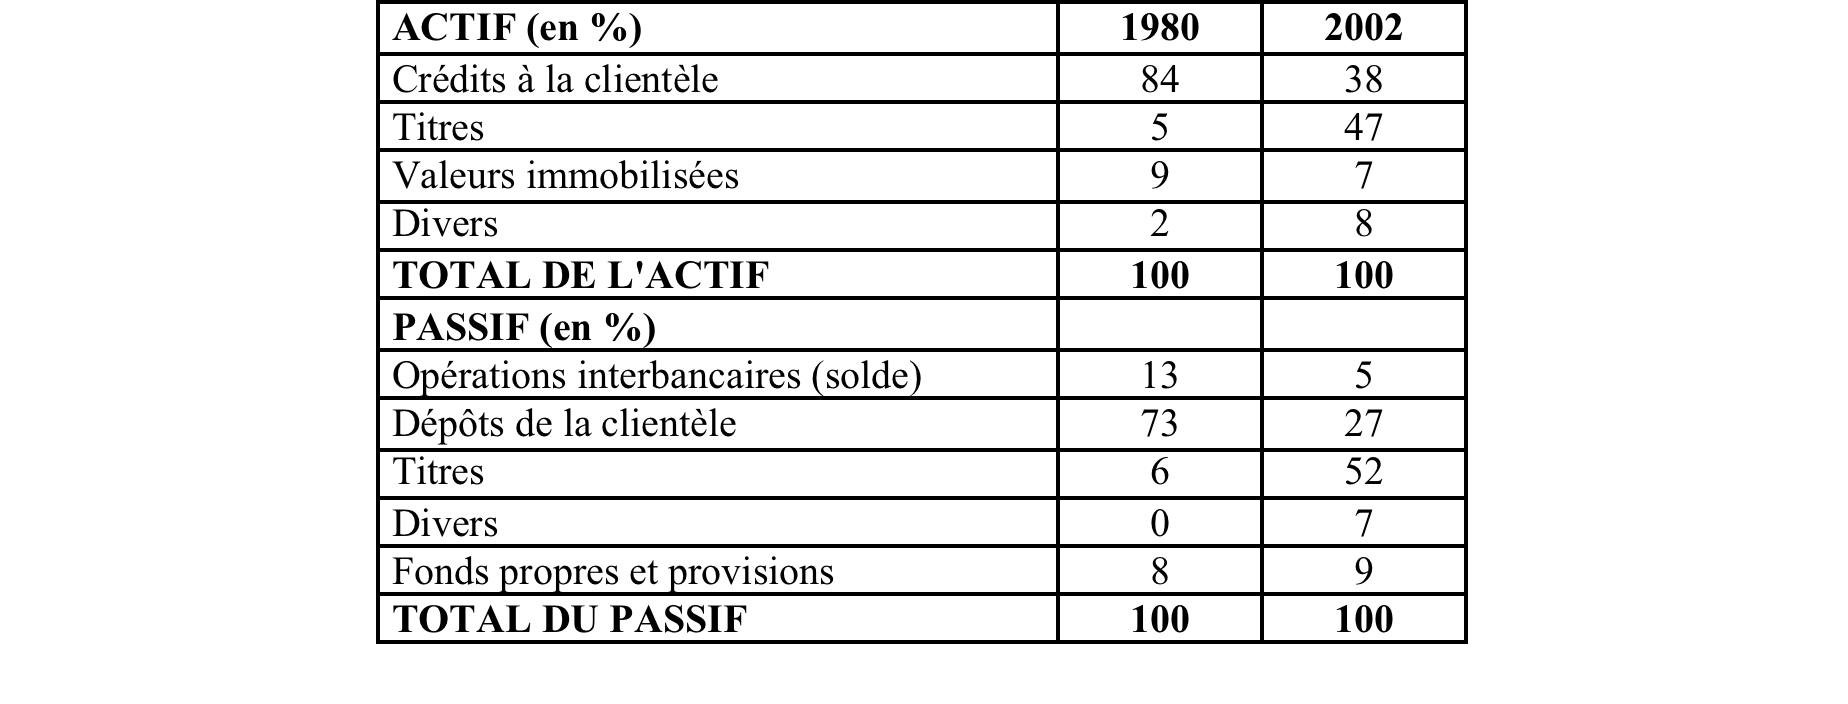 ACTIF (en %) 1980 2002
Crédits à la clientèle 84 38
Titres 5 47
Valeurs immobilisées 9 7
Divers 2 8
TOTAL DE L'ACTIF 100 100
PASSIF (en %)
Opérations interbancaires (solde) 13 5
Dépôts de la clientèle 73 27
Titres 6 52
Divers 0 7
Fonds propres et provisions 8 9
TOTAL DU PASSIF 100 100